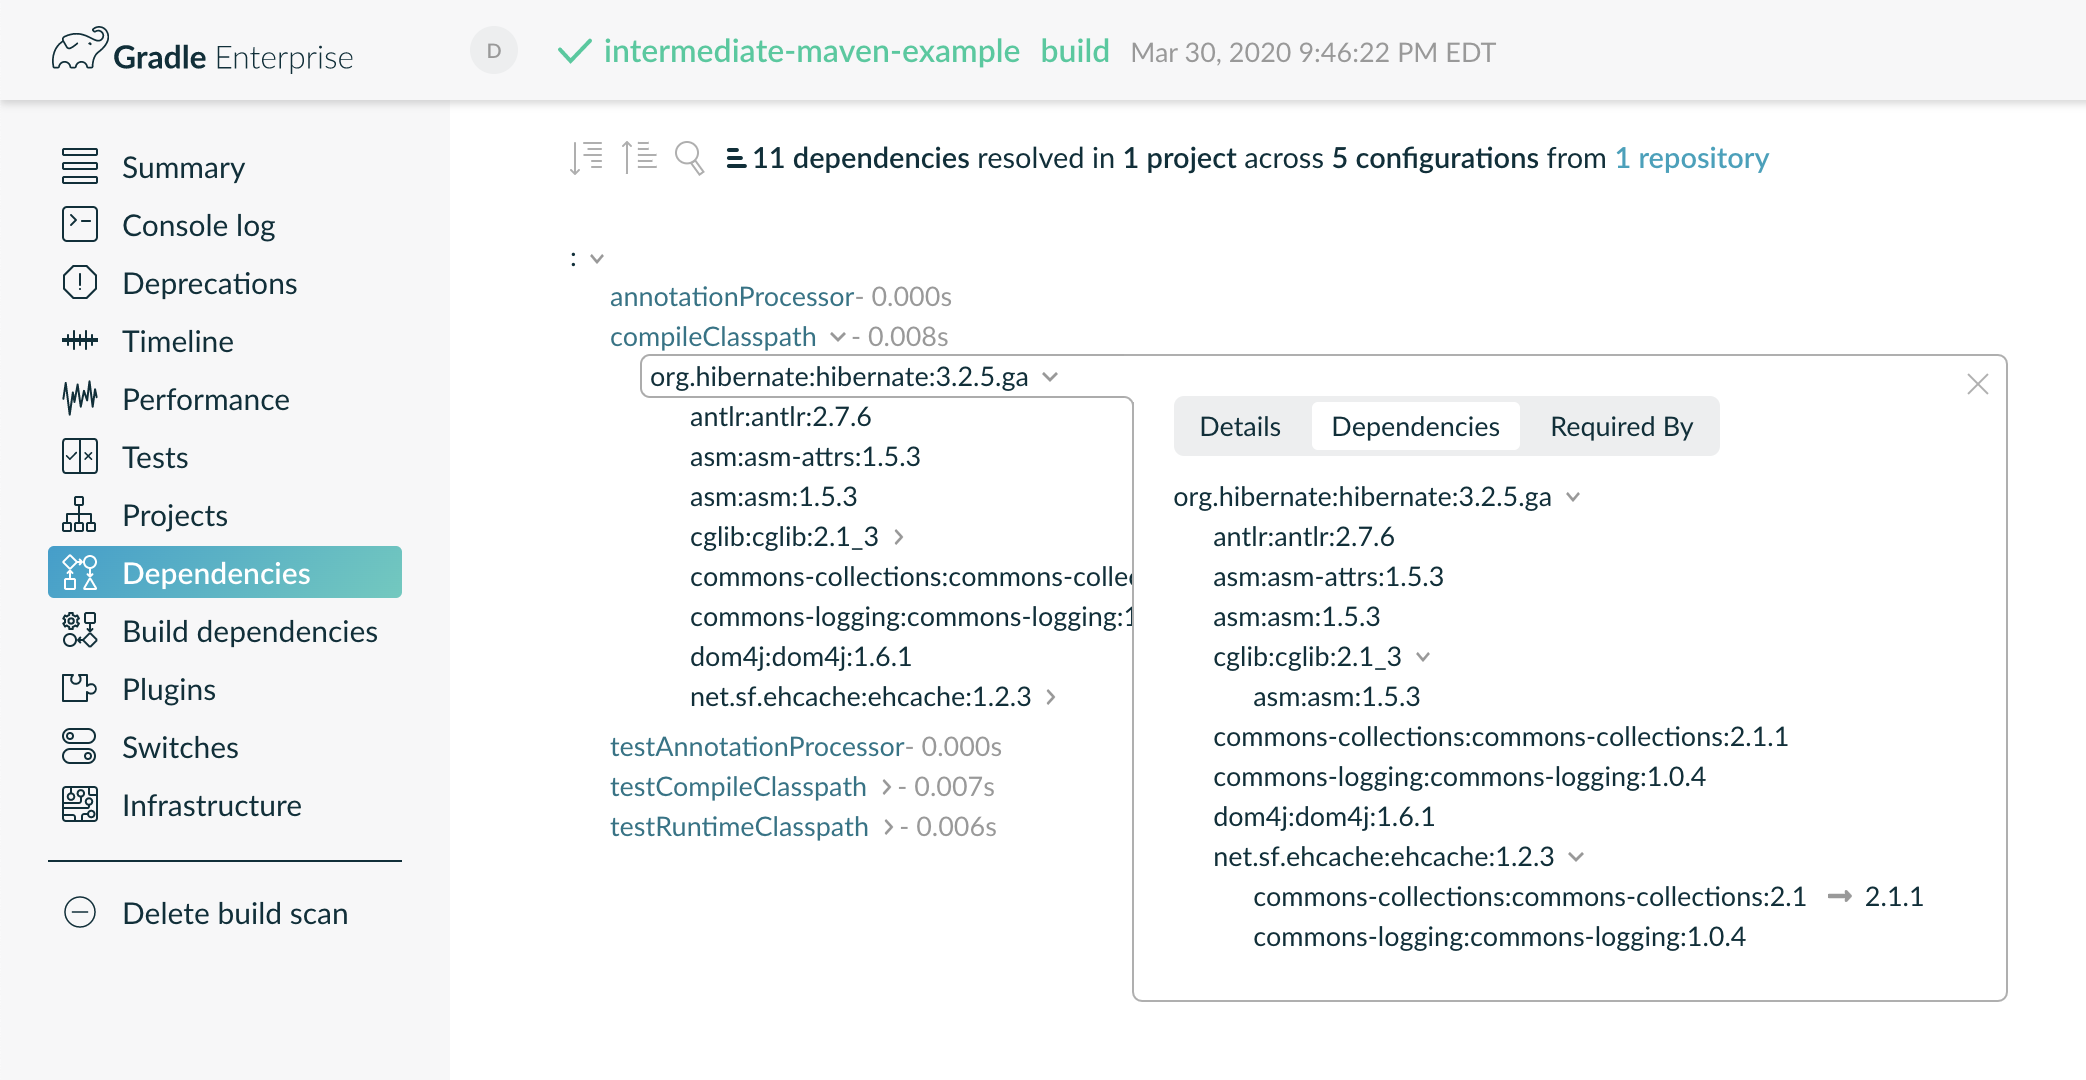 Gradle Enterprise
D
intermediate-maven-example build Mar 30, 2020 9:46:22 PM EDT
Summary
Console log
Deprecations
Timeline
Performance
Tests
Projects
Dependencies
Build dependencies
Plugins
Switches
Infrastructure
Delete build scan
11 dependencies resolved in 1 project across 5 configurations from 1 repository
:
annotationProcessor- 0.000s
compileClasspath - 0.008s
org.hibernate:hibernate:3.2.5.ga
antlr:antlr:2.7.6
asm:asm-attrs:1.5.3
asm:asm:1.5.3
cglib:cglib:2.1_3
commons-collections:commons-collec
commons-logging:commons-logging:1
dom4j:dom4j:1.6.1
net.sf.ehcache:ehcache:1.2.3
testAnnotationProcessor- 0.000s
testCompileClasspath - 0.007s
testRuntimeClasspath - 0.006s
Details Dependencies Required By
org.hibernate:hibernate:3.2.5.ga
antlr:antlr:2.7.6
asm:asm-attrs:1.5.3
asm:asm:1.5.3
cglib:cglib:2.1_3
asm:asm:1.5.3
commons-collections:commons-collections:2.1.1
commons-logging:commons-logging:1.0.4
dom4j:dom4j:1.6.1
net.sf.ehcache:ehcache:1.2.3
commons-collections:commons-collections:2.1 → 2.1.1
commons-logging:commons-logging:1.0.4